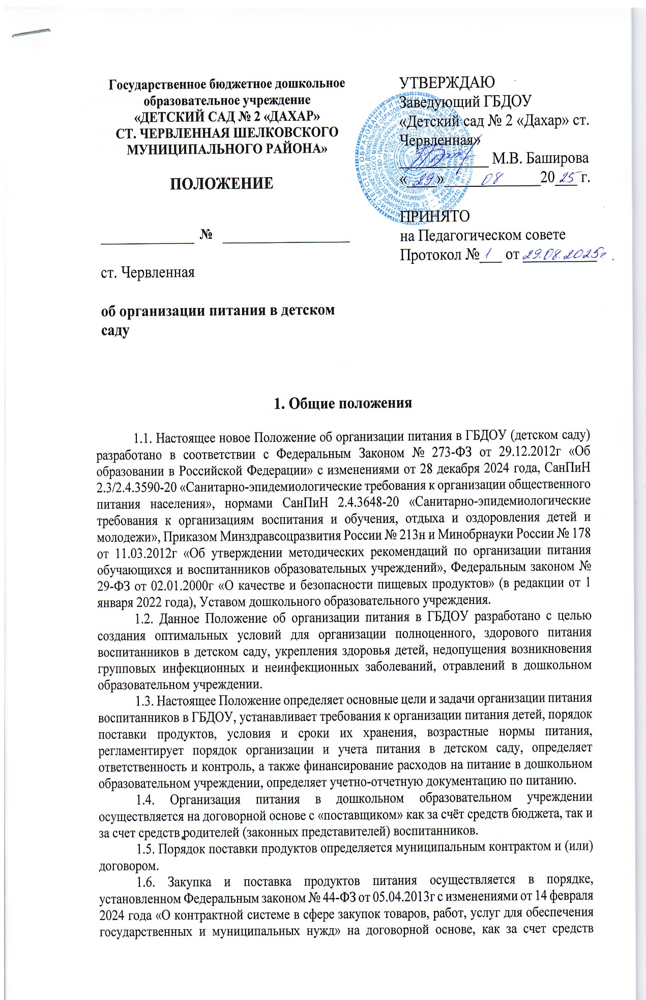 Государственное бюджетное дошкольное
образовательное учреждение
«ДЕТСКИЙ САД № 2 «ДАХАР»
СТ. ЧЕРВЛЕННАЯ ШЕЛКОВСКОГО
МУНИЦИПАЛЬНОГО РАЙОНА»
ПОЛОЖЕНИЕ
____________ № ________________
ст. Червленная
об организации питания в детском
саду
УТВЕРЖДАЮ
Заведующий ГБДОУ
«Детский сад № 2 «Дахар» ст.
Червленная»
____________ М.В. Баширова
«29» 08 2025 г.
ПРИНЯТО
на Педагогическом совете
Протокол № 1 от 29.08.2025г.
1. Общие положения
1.1. Настоящее новое Положение об организации питания в ГБДОУ (детском саду)
разработано в соответствии с Федеральным Законом № 273-ФЗ от 29.12.2012г «Об
образовании в Российской Федерации» с изменениями от 28 декабря 2024 года, СанПиН
2.3/2.4.3590-20 «Санитарно-эпидемиологические требования к организации общественного
питания населения», нормами СанПиН 2.4.3648-20 «Санитарно-эпидемиологические
требования к организациям воспитания и обучения, отдыха и оздоровления детей и
молодежи», Приказом Минздравсоцразвития России № 213н и Минобрнауки России № 178
от 11.03.2012г «Об утверждении методических рекомендаций по организации питания
обучающихся и воспитанников образовательных учреждений», Федеральным законом №
29-ФЗ от 02.01.2000г «О качестве и безопасности пищевых продуктов» (в редакции от 1
января 2022 года), Уставом дошкольного образовательного учреждения.
1.2. Данное Положение об организации питания в ГБДОУ разработано с целью
создания оптимальных условий для организации полноценного, здорового питания
воспитанников в детском саду, укрепления здоровья детей, недопущения возникновения
групповых инфекционных и неинфекционных заболеваний, отравлений в дошкольном
образовательном учреждении.
1.3. Настоящее Положение определяет основные цели и задачи организации питания
воспитанников в ГБДОУ, устанавливает требования к организации питания детей, порядок
поставки продуктов, условия и сроки их хранения, возрастные нормы питания,
регламентирует порядок организации и учета питания в детском саду, определяет
ответственность и контроль, а также финансирование расходов на питание в дошкольном
образовательном учреждении, определяет учетно-отчетную документацию по питанию.
1.4. Организация питания в дошкольном образовательном учреждении
осуществляется на договорной основе с «поставщиком» как за счёт средств бюджета, так и
за счет средств родителей (законных представителей) воспитанников.
1.5. Порядок поставки продуктов определяется муниципальным контрактом и (или)
договором.
1.6. Закупка и поставка продуктов питания осуществляется в порядке,
установленном Федеральным законом № 44-ФЗ от 05.04.2013г с изменениями от 14 февраля
2024 года «О контрактной системе в сфере закупок товаров, работ, услуг для обеспечения
государственных и муниципальных нужд» на договорной основе, как за счет средств